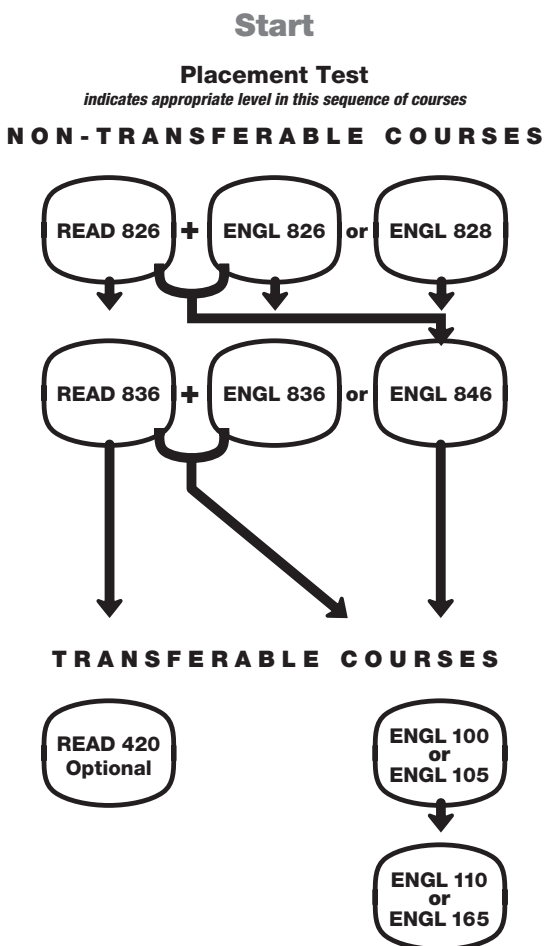 Start
Placement Test
indicates appropriate level in this sequence of courses
NON-TRANSFERABLE COURSES
READ 826 + ENGL 826 or ENGL 828
READ 836 + ENGL 836 or ENGL 846
TRANSFERABLE COURSES
READ 420
Optional
ENGL 100
or
ENGL 105
ENGL 110
or
ENGL 165